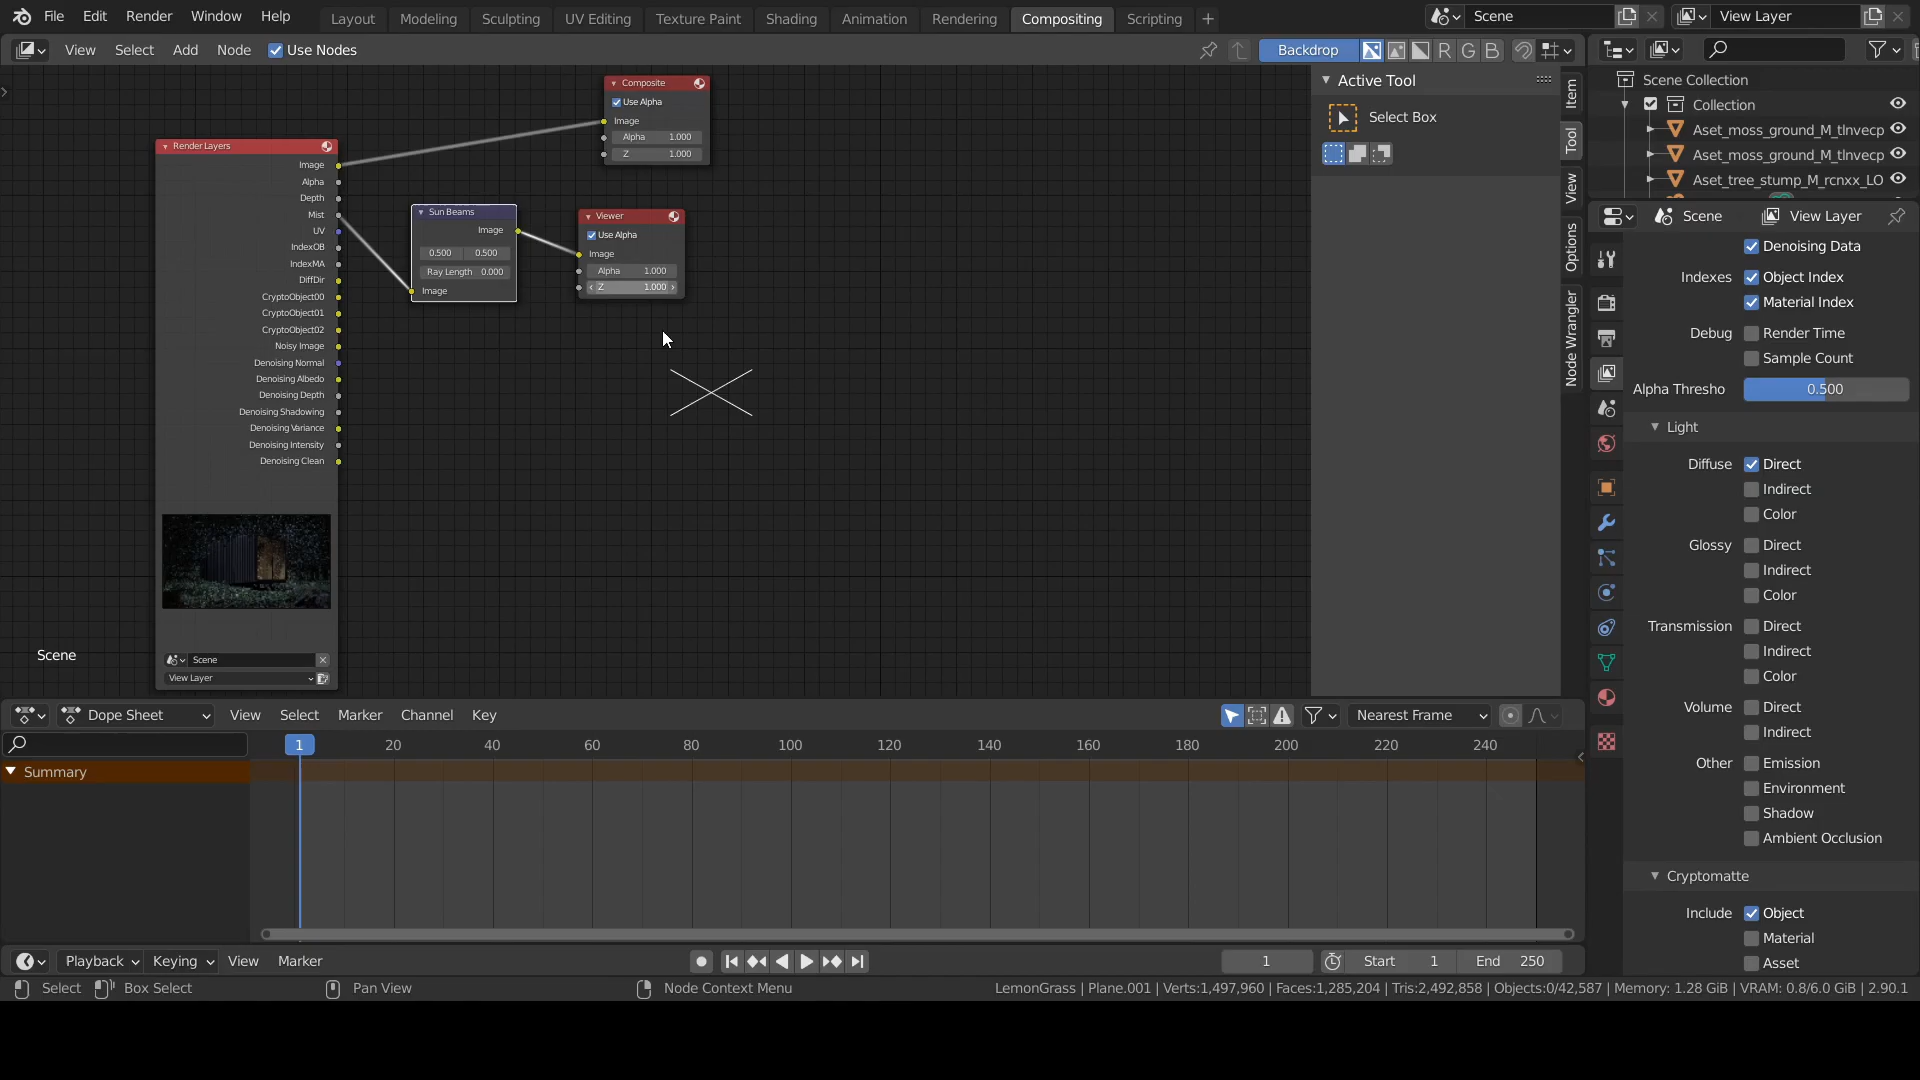 File Edit Render Window Help Layout Modeling Sculpting UV Editing Texture Paint Shading Animation Rendering Compositing Scripting + Scene View Layer
View Select Add Node Use Nodes Backdrop R G B
Composite
Use Alpha
Image
Alpha 1.000
Z 1.000
Render Layers
Image
Alpha
Depth
Mist
UV
IndexOB
IndexMA
DiffDir
CryptoObject00
CryptoObject01
CryptoObject02
Noisy Image
Denoising Normal
Denoising Albedo
Denoising Depth
Denoising Shadowing
Denoising Variance
Denoising Intensity
Denoising Clean
Scene
View Layer
Sun Beams
Image
0.500 0.500
Ray Length 0.000
Image
Viewer
Use Alpha
Image
Alpha 1.000
Z 1.000
Scene
Active Tool
Select Box
Item
Tool
View
Options
Node Wrangler
Scene Collection
Collection
Aset_moss_ground_M_tlnvecp
Aset_moss_ground_M_tlnvecp
Aset_tree_stump_M_rcnxx_LO
Scene View Layer
Denoising Data
Indexes Object Index
Material Index
Debug Render Time
Sample Count
Alpha Thresho 0.500
Light
Diffuse Direct
Indirect
Color
Glossy Direct
Indirect
Color
Transmission Direct
Indirect
Color
Volume Direct
Indirect
Other Emission
Environment
Shadow
Ambient Occlusion
Cryptomatte
Include Object
Material
Asset
Dope Sheet View Select Marker Channel Key Nearest Frame
1 20 40 60 80 100 120 140 160 180 200 220 240
Summary
Playback Keying View Marker 1 Start 1 End 250
Select Box Select Pan View Node Context Menu LemonGrass | Plane.001 | Verts:1,497,960 | Faces:1,285,204 | Tris:2,492,858 | Objects:0/42,587 | Memory: 1.28 GiB | VRAM: 0.8/6.0 GiB | 2.90.1